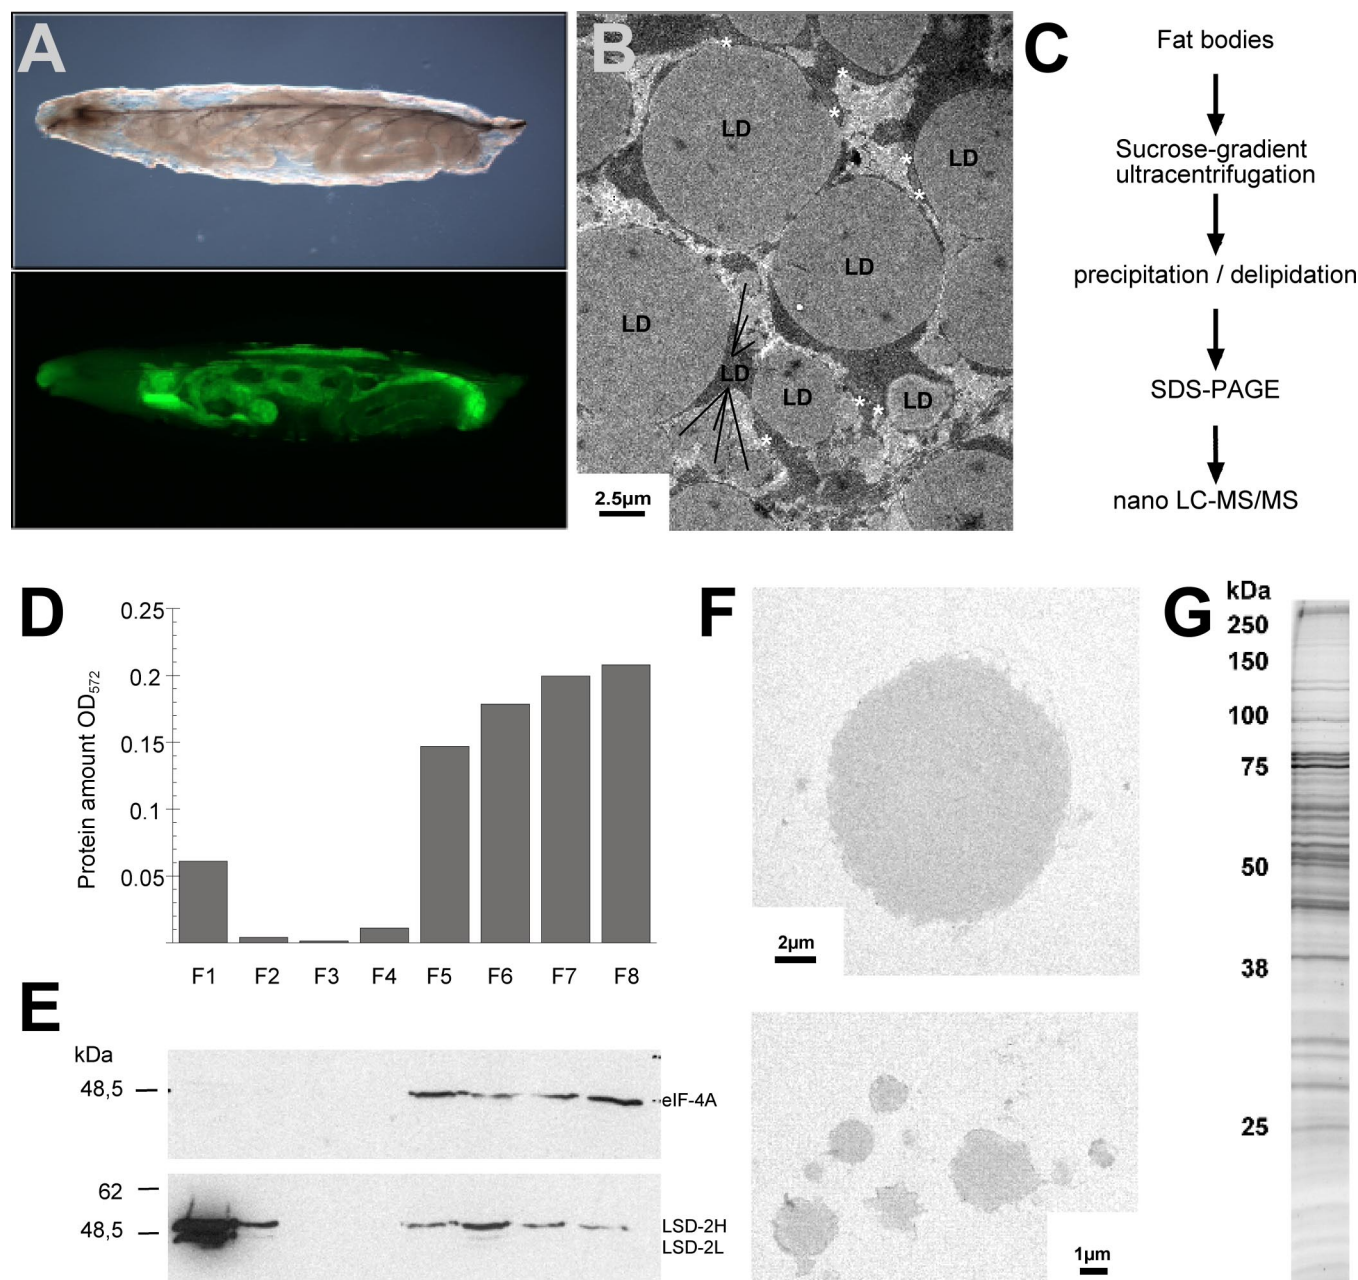 A
B
LD
LD
LD
LD
LD
LD
LD
2.5μm
C
Fat bodies
Sucrose-gradient
ultracentrifugation
precipitation / delipidation
SDS-PAGE
nano LC-MS/MS
D
Protein amount OD572
0.25
0.2
0.15
0.1
0.05
F1 F2 F3 F4 F5 F6 F7 F8
E
kDa
48,5
eIF-4A
62
48,5
LSD-2H
LSD-2L
F
2μm
1μm
G
kDa
250
150
100
75
50
38
25